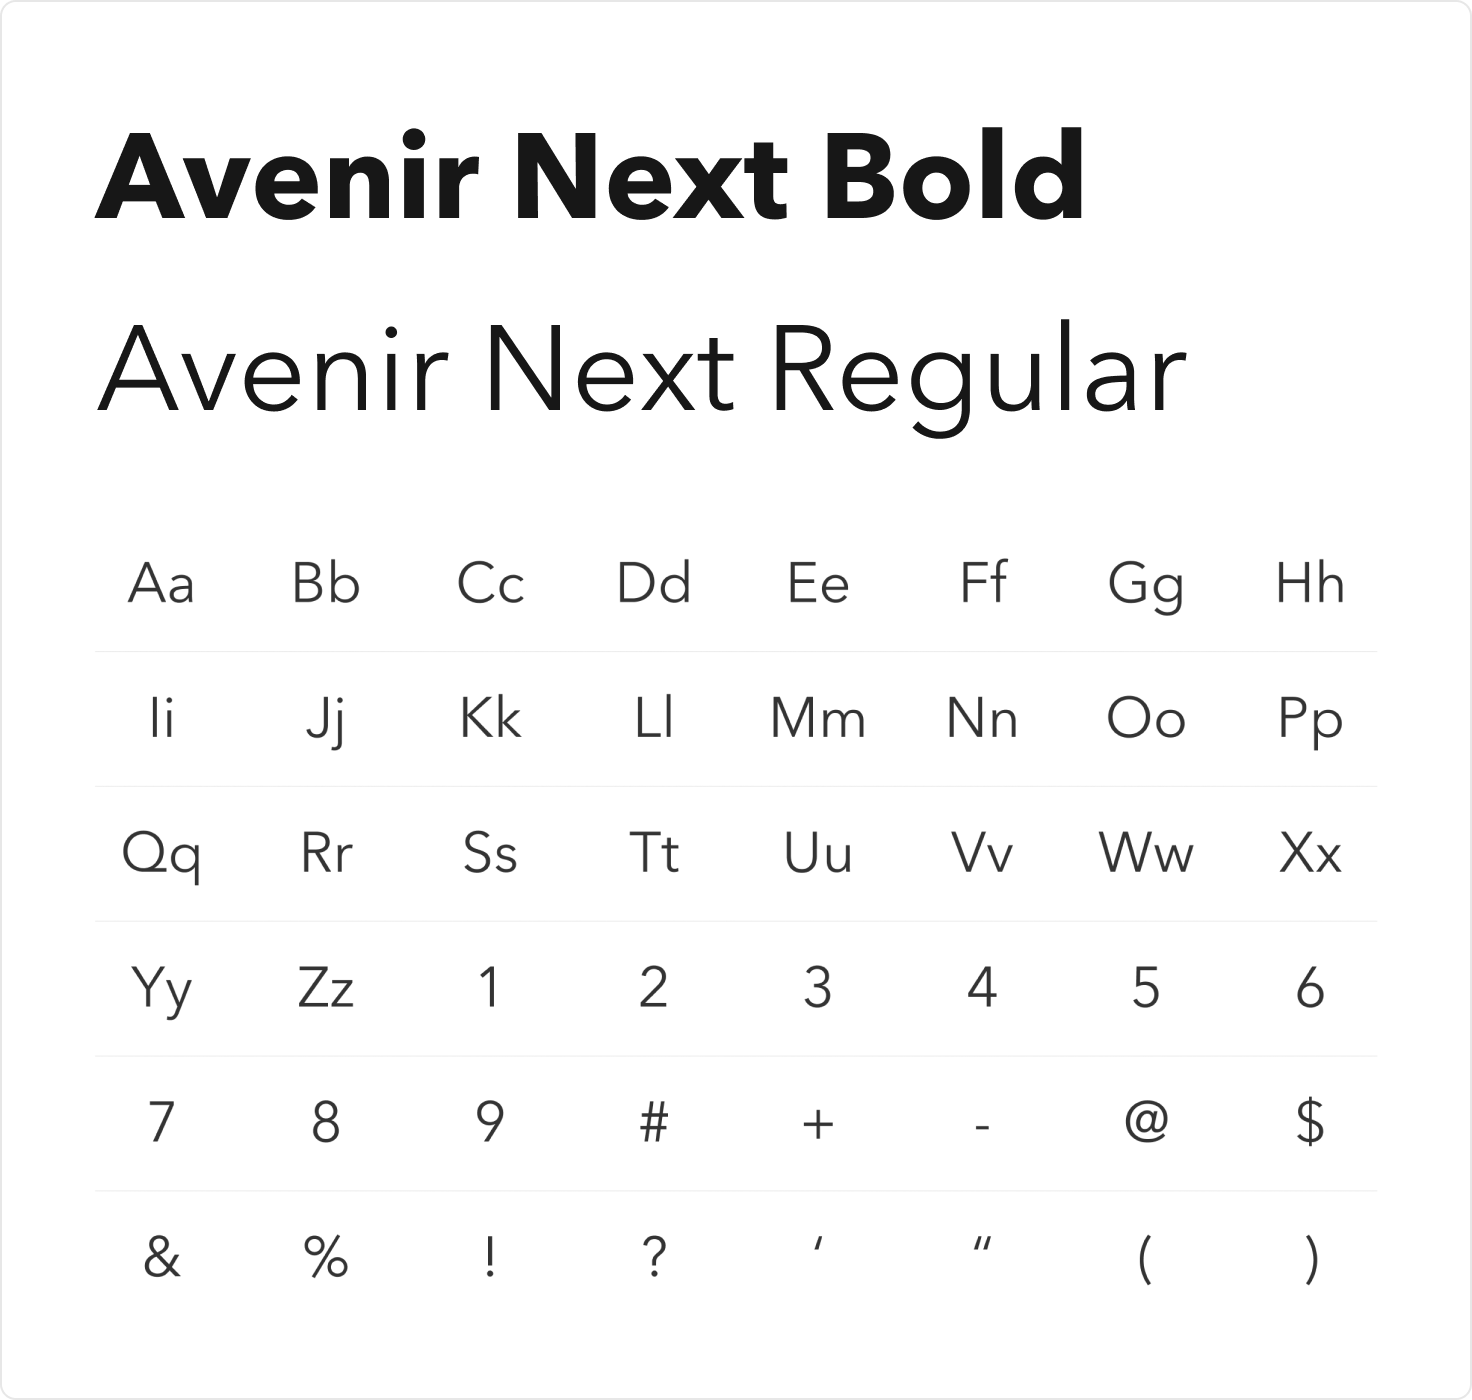 Avenir Next Bold
Avenir Next Regular
Aa Bb Cc Dd Ee Ff Gg Hh
Ii Jj Kk Ll Mm Nn Oo Pp
Qq Rr Ss Tt Uu Vv Ww Xx
Yy Zz 1 2 3 4 5 6
7 8 9 # + - @ $
& % ! ? ‘ “ ( )